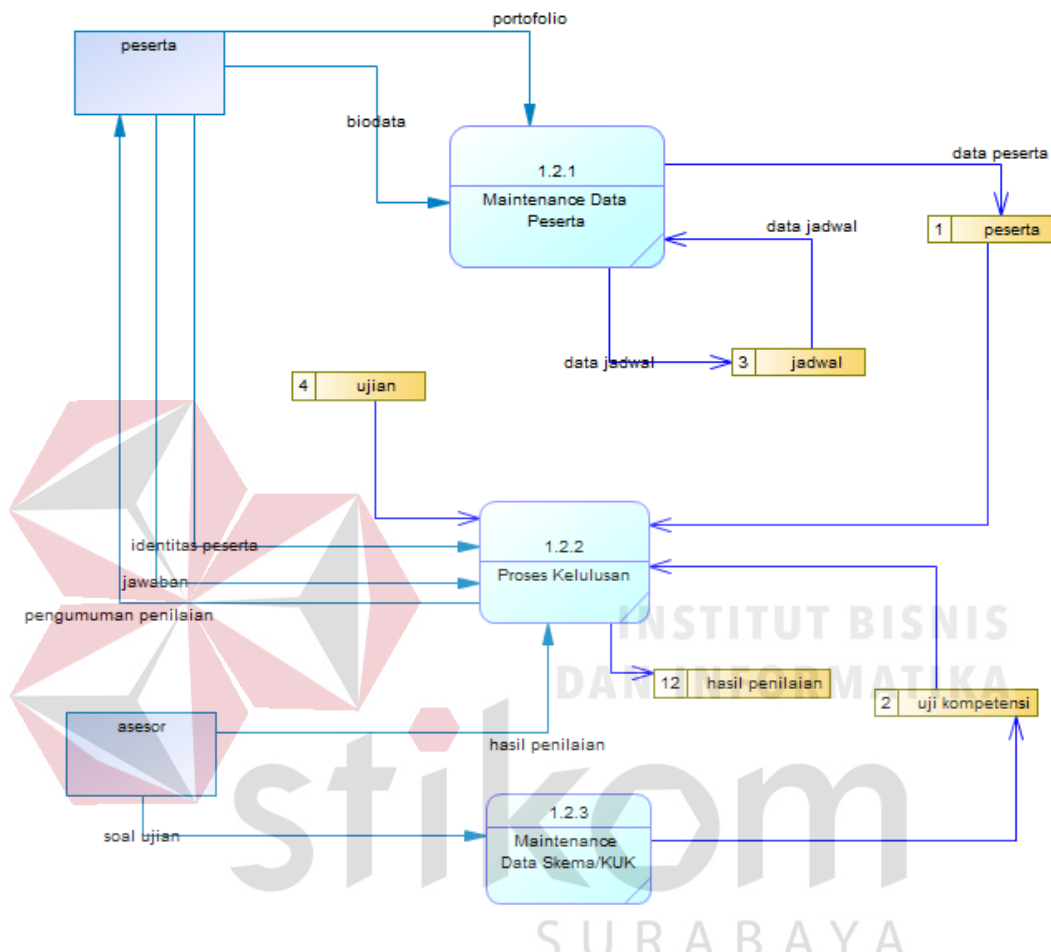 portofolio
peserta
biodata
1.2.1
Maintenance Data
Peserta
data peserta
data jadwal
1 peserta
data jadwal
3 jadwal
4 ujian
1.2.2
Proses Kelulusan
identitas peserta
jawaban
pengumuman penilaian
INSTITUT BISNIS
DAN INFORMATIKA
12 hasil penilaian
2 uji kompetensi
asesor
hasil penilaian
stikom
1.2.3
Maintenance
Data Skema/KUK
soal ujian
SURABAYA